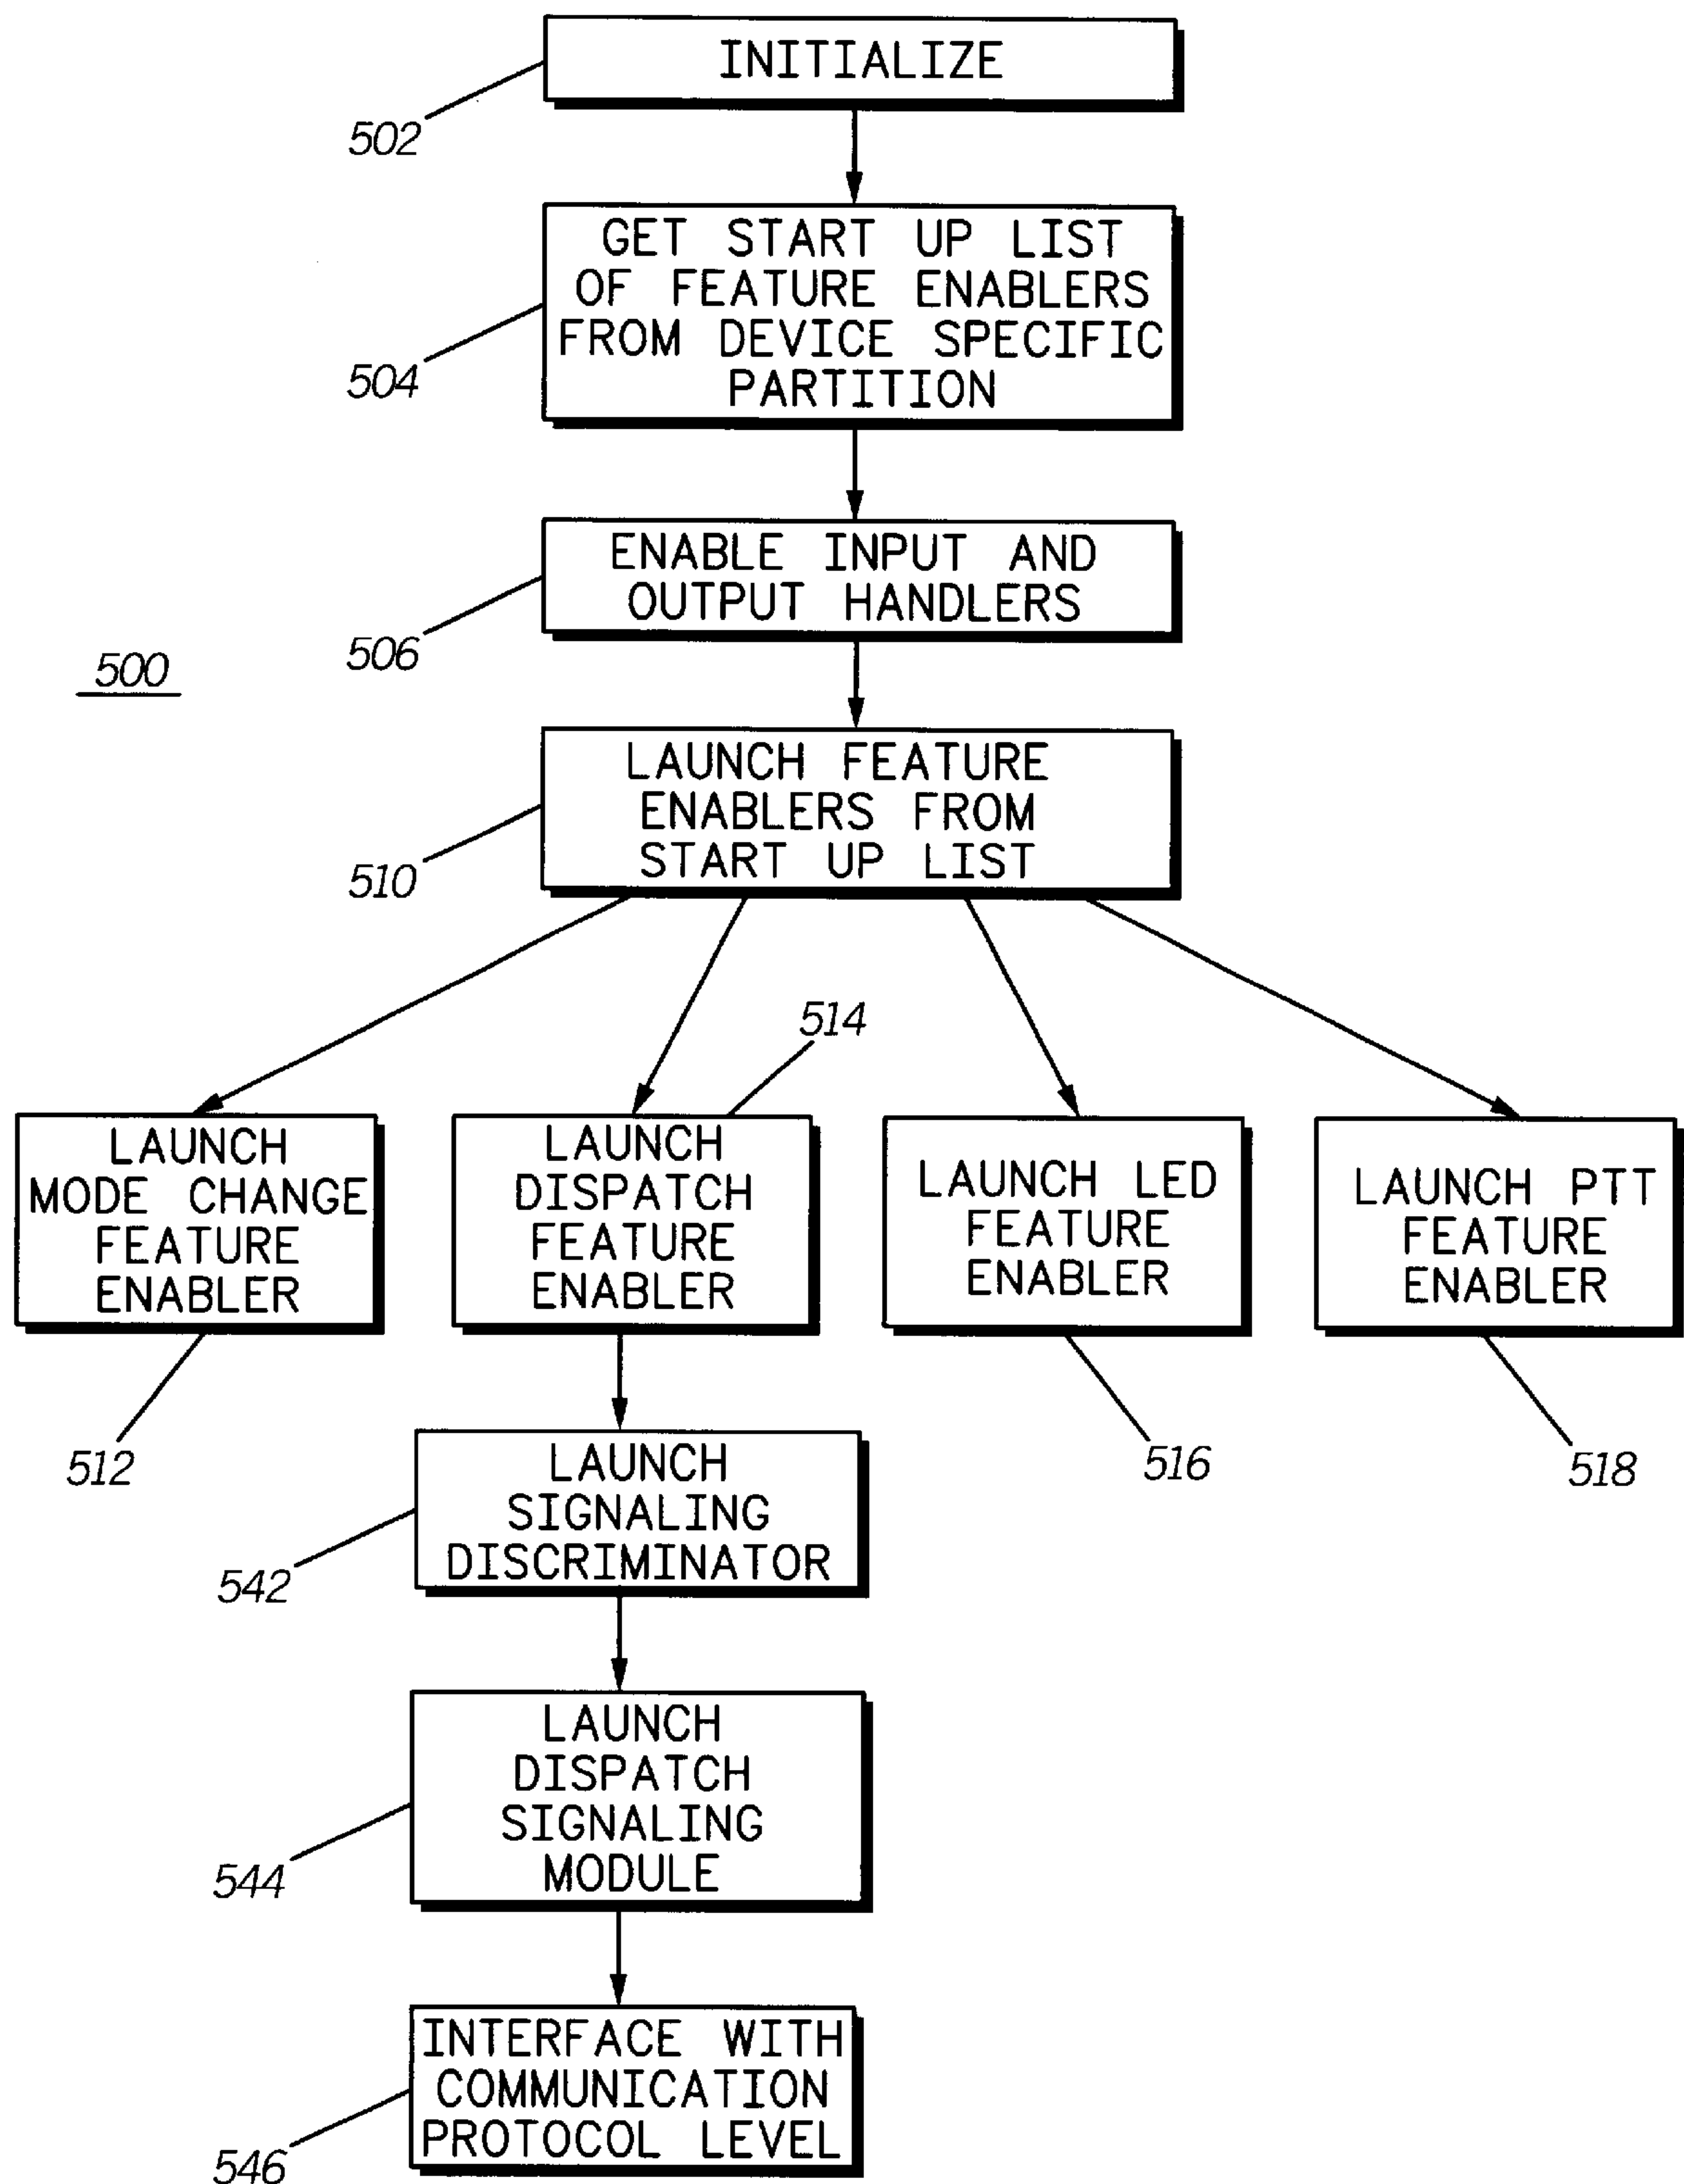 INITIALIZE
502
GET START UP LIST
OF FEATURE ENABLERS
FROM DEVICE SPECIFIC
PARTITION
504
ENABLE INPUT AND
OUTPUT HANDLERS
506
500
LAUNCH FEATURE
ENABLERS FROM
START UP LIST
510
514
LAUNCH
MODE CHANGE
FEATURE
ENABLER
512
LAUNCH
DISPATCH
FEATURE
ENABLER
LAUNCH LED
FEATURE
ENABLER
516
LAUNCH PTT
FEATURE
ENABLER
518
LAUNCH
SIGNALING
DISCRIMINATOR
542
LAUNCH
DISPATCH
SIGNALING
MODULE
544
INTERFACE WITH
COMMUNICATION
PROTOCOL LEVEL
546